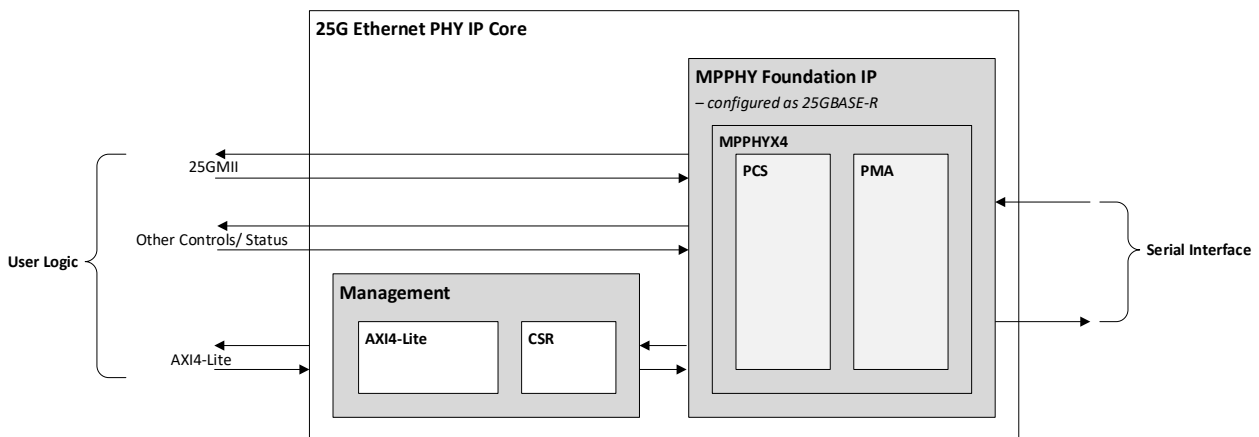 25G Ethernet PHY IP Core
MPPHY Foundation IP
– configured as 25GBASE-R
MPPHYX4
PCS
PMA
25GMII
Other Controls/ Status
User Logic
Serial Interface
Management
AXI4-Lite
CSR
AXI4-Lite